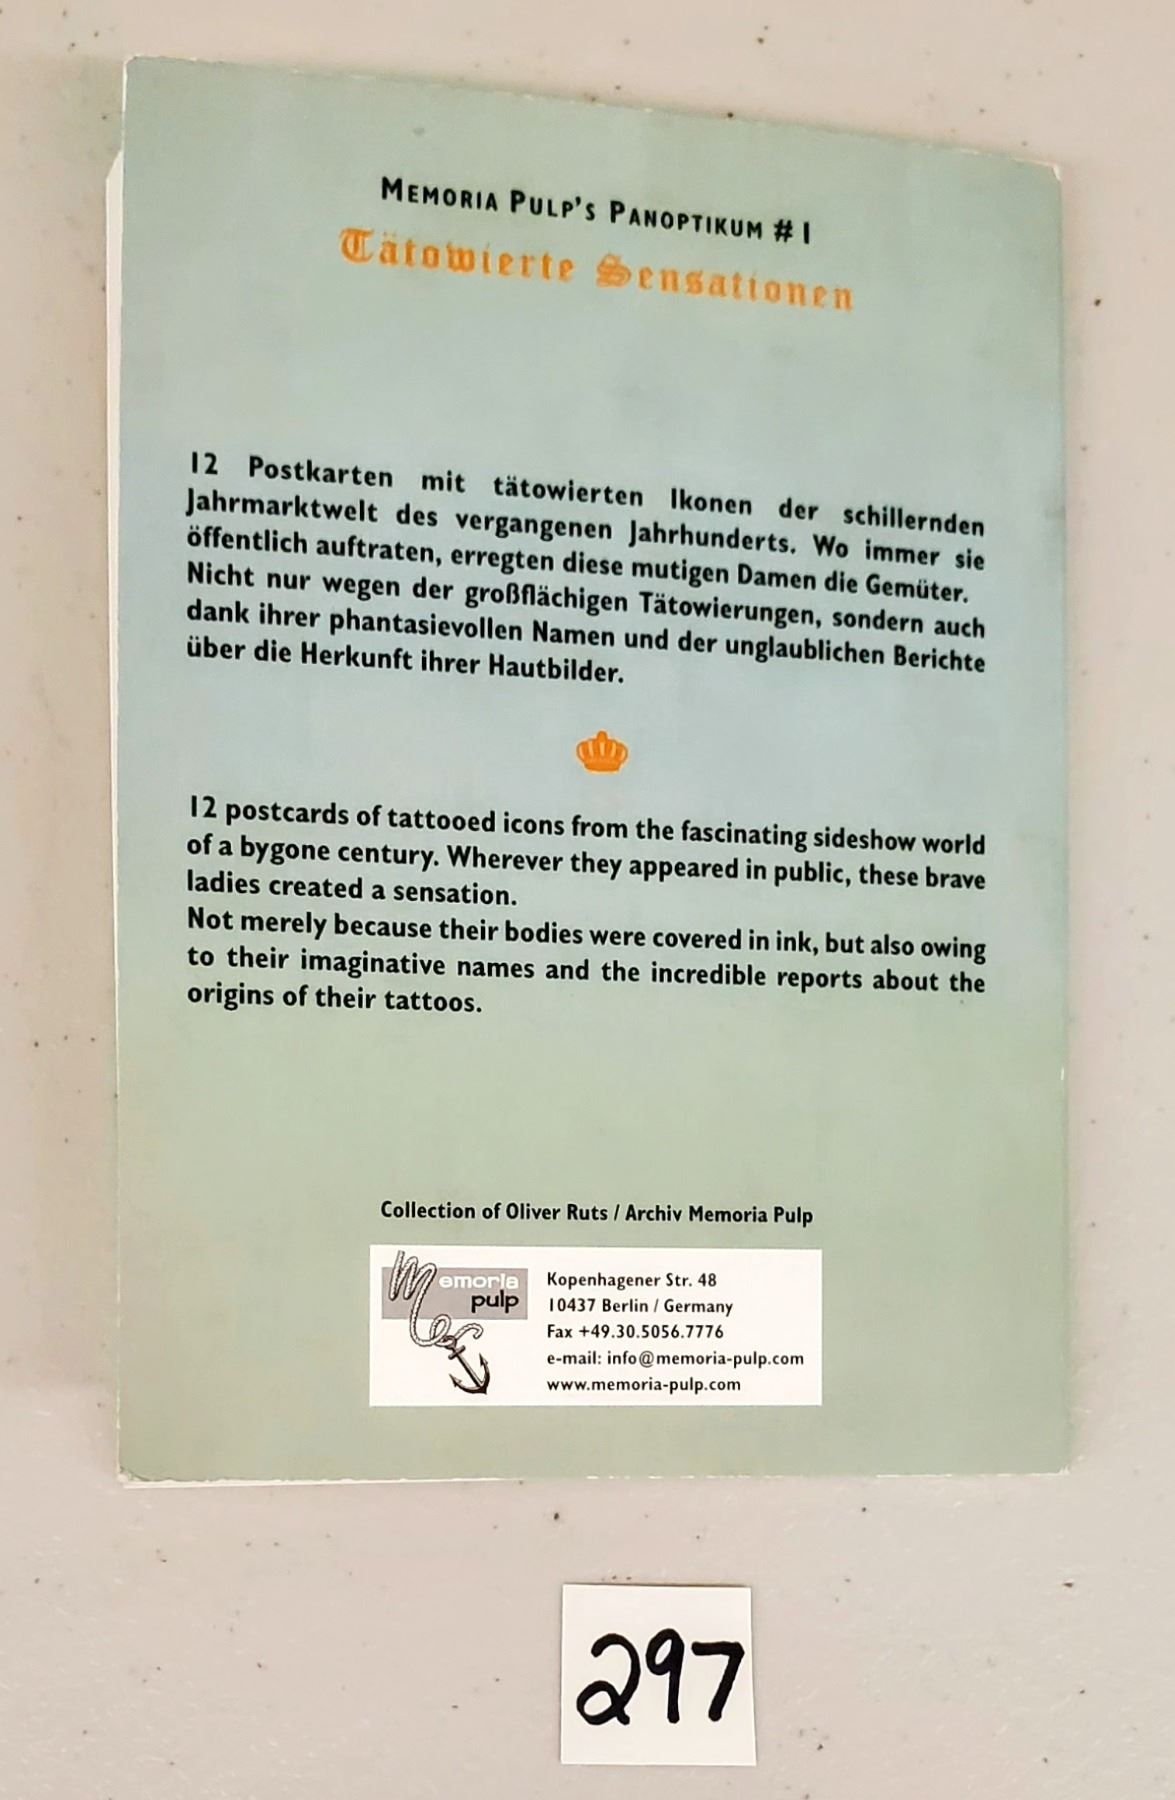 MEMORIA PULP'S PANOPTIKUM # 1
Tätowierte Sensationen
12 Postkarten mit tätowierten Ikonen der schillernden
Jahrmarktwelt des vergangenen Jahrhunderts. Wo immer sie
öffentlich auftraten, erregten diese mutigen Damen die Gemüter.
Nicht nur wegen der großflächigen Tätowierungen, sondern auch
dank ihrer phantasievollen Namen und der unglaublichen Berichte
über die Herkunft ihrer Hautbilder.
12 postcards of tattooed icons from the fascinating sideshow world
of a bygone century. Wherever they appeared in public, these brave
ladies created a sensation.
Not merely because their bodies were covered in ink, but also owing
to their imaginative names and the incredible reports about the
origins of their tattoos.
Collection of Oliver Ruts / Archiv Memoria Pulp
Memoria
pulp
Kopenhagener Str. 48
10437 Berlin / Germany
Fax +49.30.5056.7776
e-mail: info@memoria-pulp.com
www.memoria-pulp.com
297